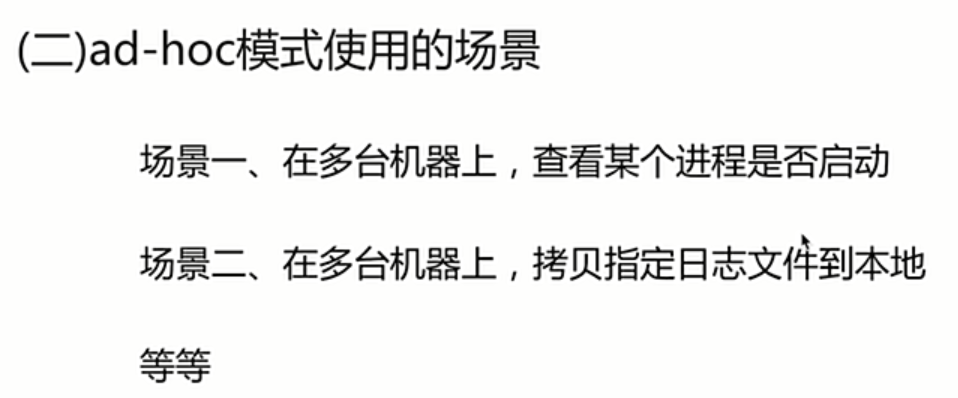 (二)ad-hoc模式使用的场景
场景一、在多台机器上，查看某个进程是否启动
场景二、在多台机器上，拷贝指定日志文件到本地
等等